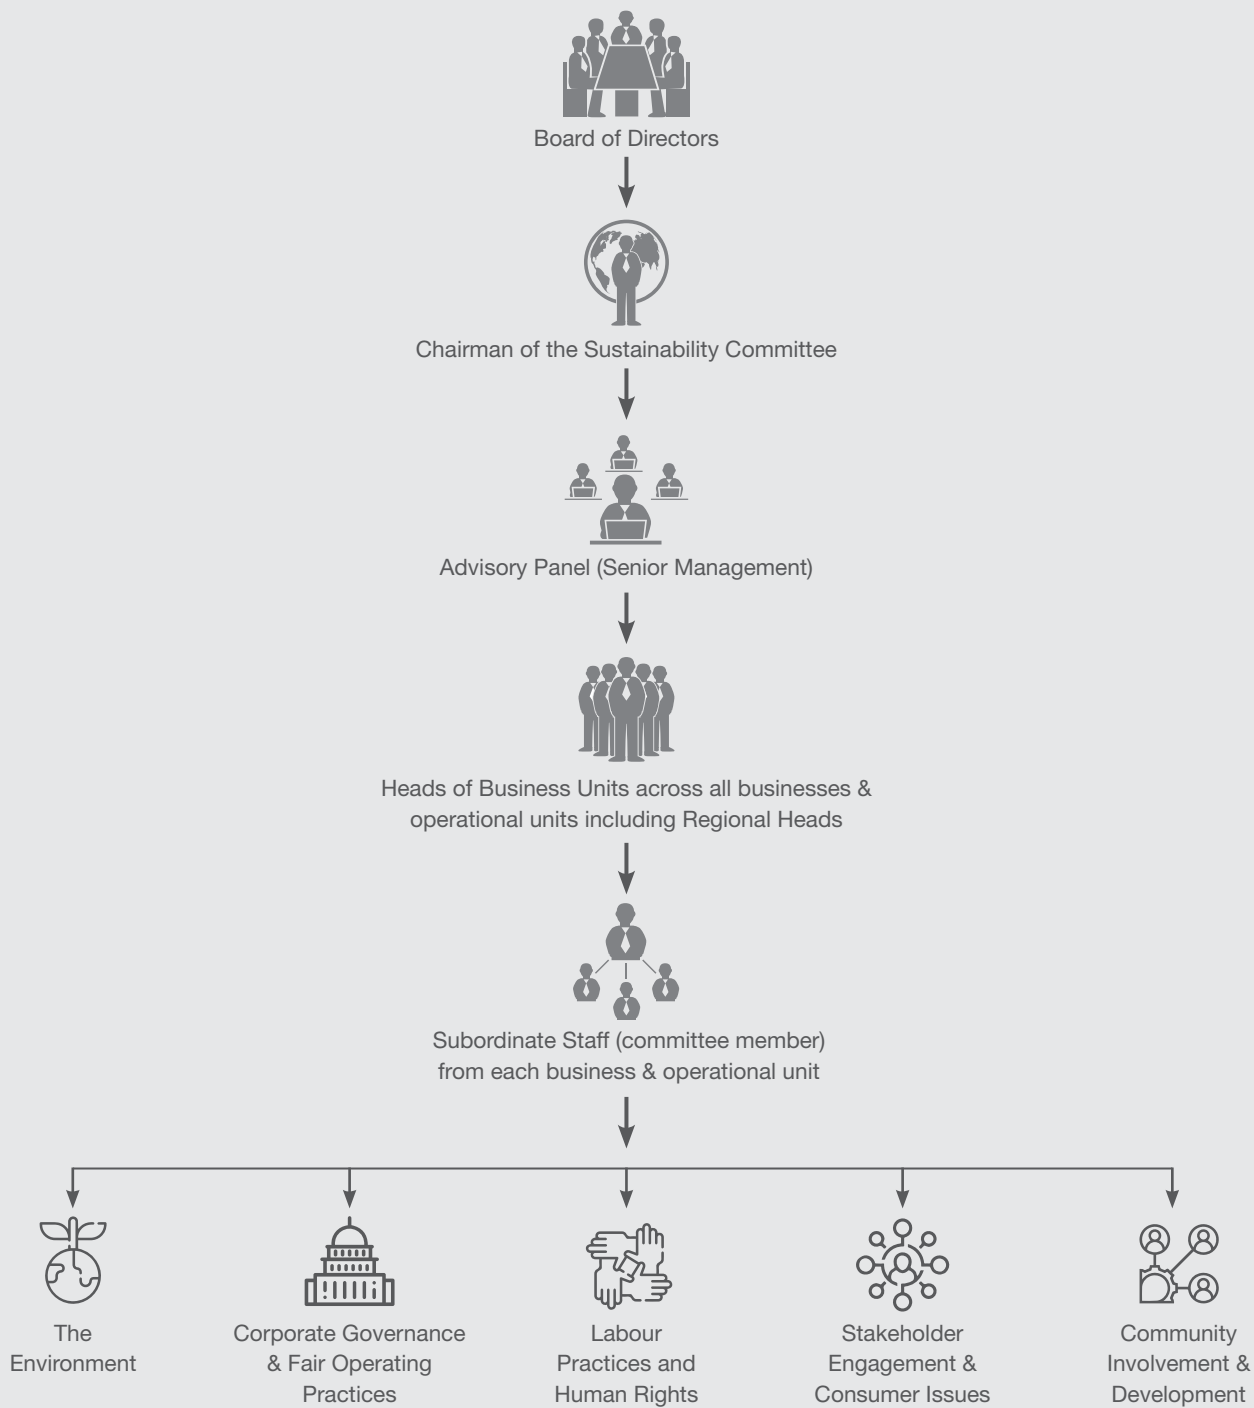 Board of Directors
Chairman of the Sustainability Committee
Advisory Panel (Senior Management)
Heads of Business Units across all businesses &
operational units including Regional Heads
Subordinate Staff (committee member)
from each business & operational unit
The
Environment
Corporate Governance
& Fair Operating
Practices
Labour
Practices and
Human Rights
Stakeholder
Engagement &
Consumer Issues
Community
Involvement &
Development